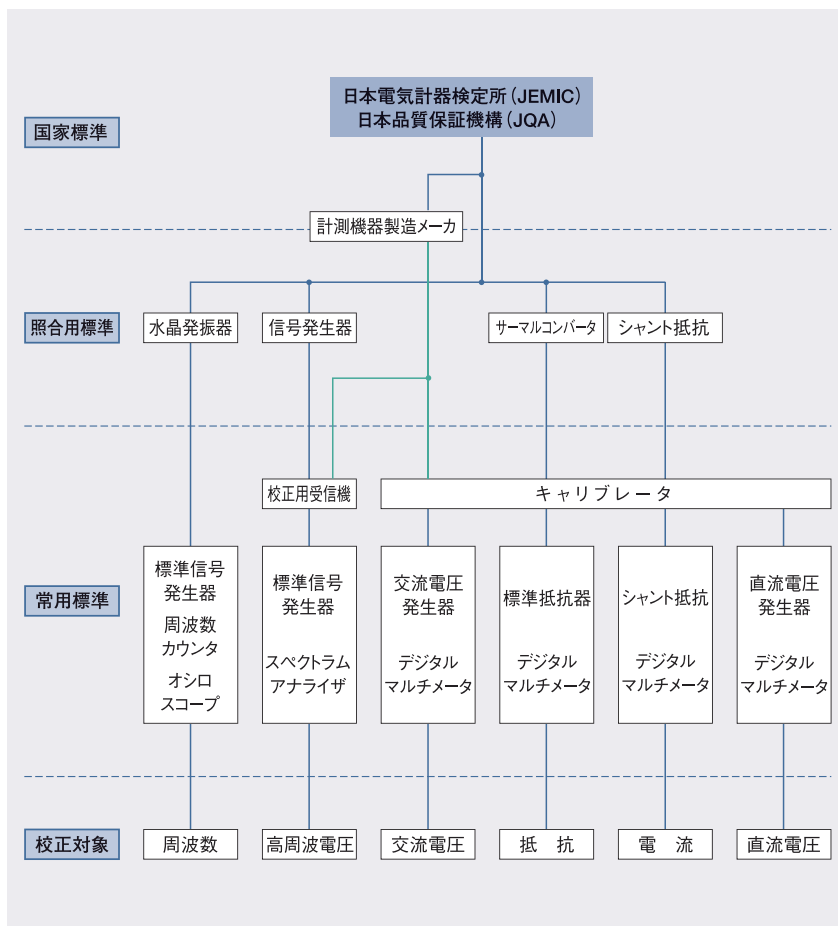 日本電気計器検定所(JEMIC)
日本品質保証機構(JQA)
国家標準
計測機器製造メーカ
照合用標準
水晶発振器
信号発生器
サーマルコンバータ
シャント抵抗
校正用受信機
キャリブレータ
常用標準
標準信号
発生器
周波数
カウンタ
オシロ
スコープ
標準信号
発生器
スペクトラム
アナライザ
交流電圧
発生器
デジタル
マルチメータ
標準抵抗器
デジタル
マルチメータ
シャント抵抗
デジタル
マルチメータ
直流電圧
発生器
デジタル
マルチメータ
校正対象
周波数
高周波電圧
交流電圧
抵 抗
電 流
直流電圧